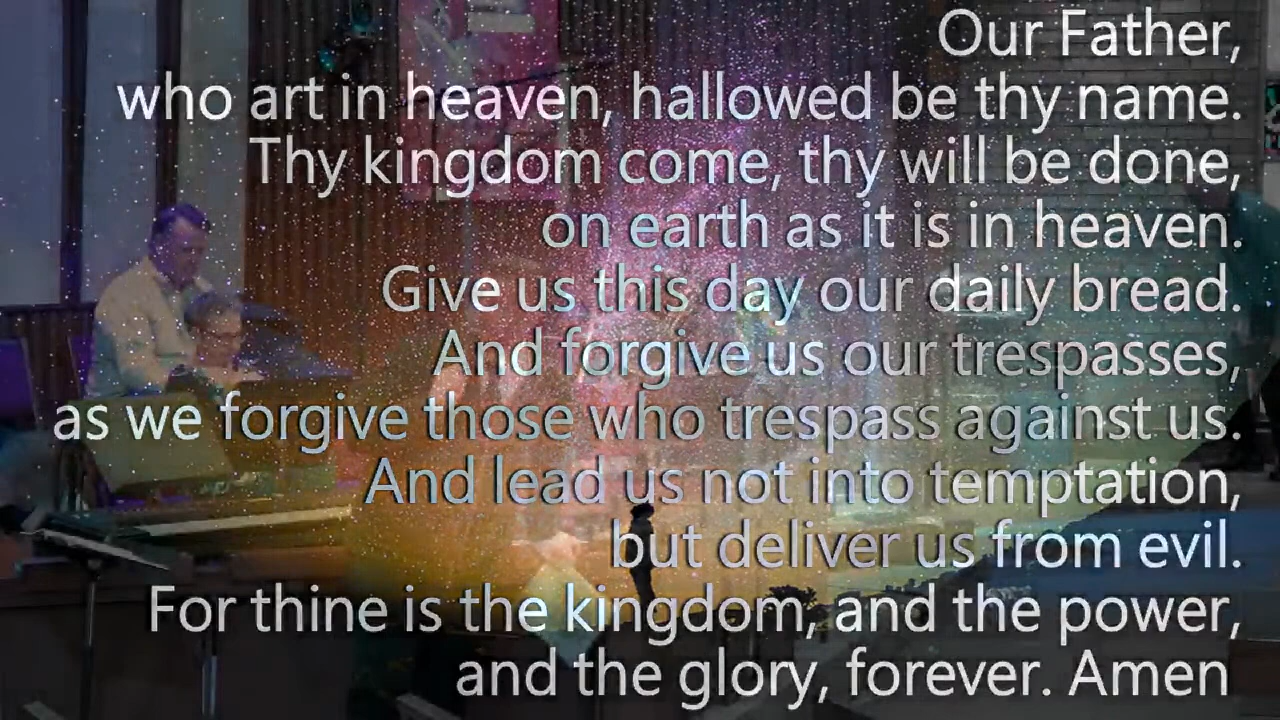 Our Father,
who art in heaven, hallowed be thy name.
Thy kingdom come, thy will be done,
on earth as it is in heaven.
Give us this day our daily bread.
And forgive us our trespasses,
as we forgive those who trespass against us.
And lead us not into temptation,
but deliver us from evil.
For thine is the kingdom, and the power,
and the glory, forever. Amen